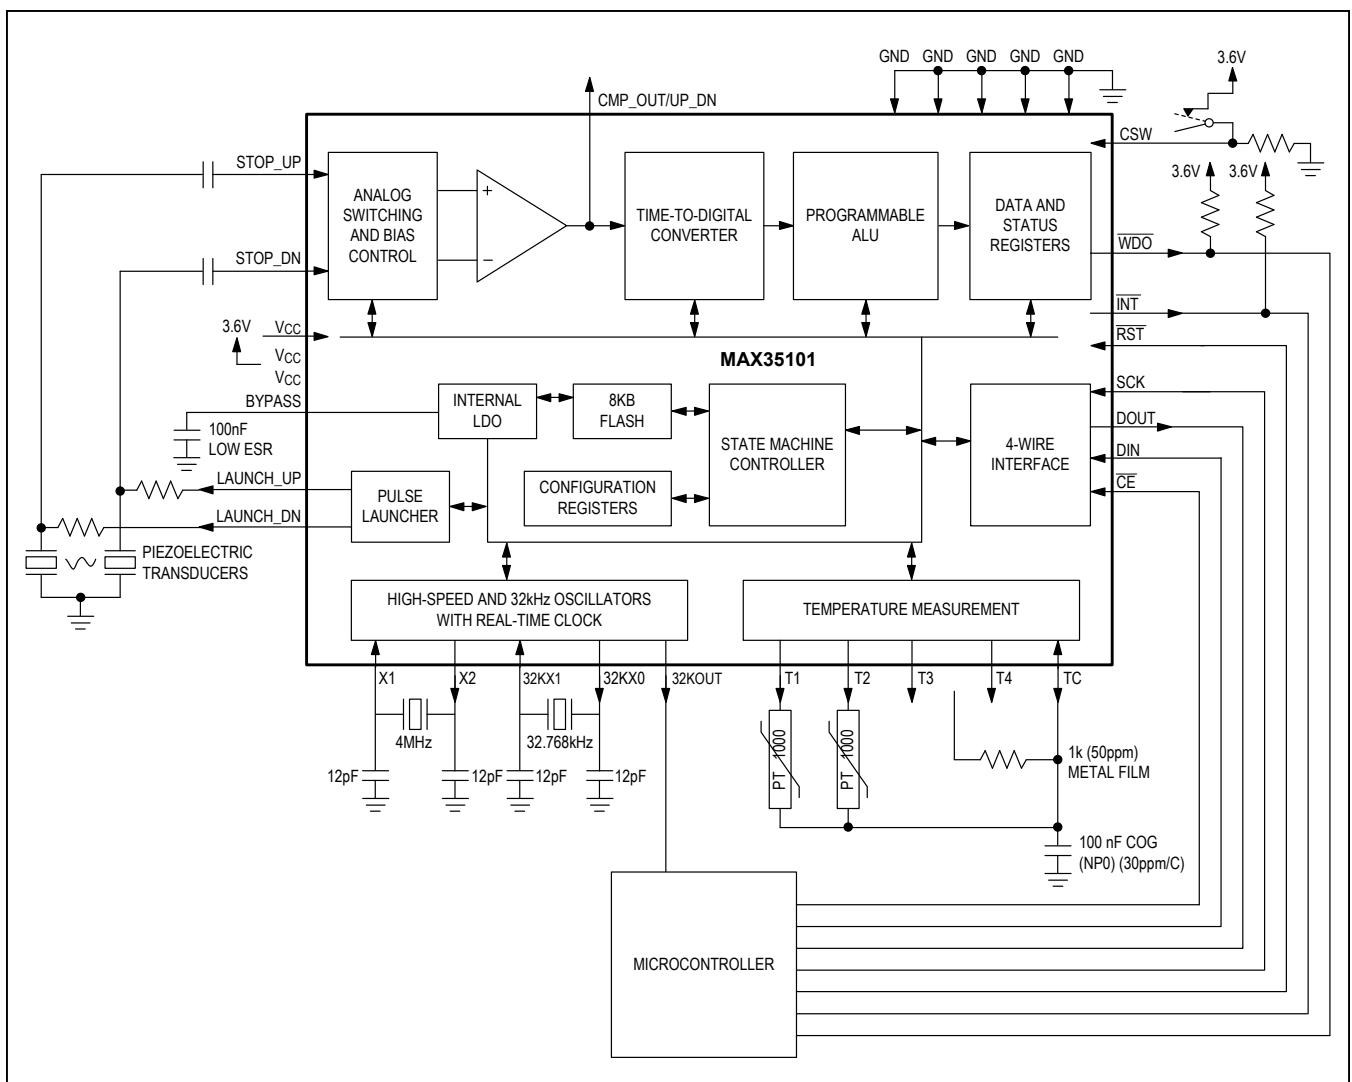 GND GND GND GND GND
3.6V
CMP_OUT/UP_DN
CSW
STOP_UP
3.6V 3.6V
ANALOG
SWITCHING
AND BIAS
CONTROL
+
−
TIME-TO-DIGITAL
CONVERTER
PROGRAMMABLE
ALU
DATA AND
STATUS
REGISTERS
WDO
STOP_DN
INT
3.6V
VCC
VCC
VCC
RST
MAX35101
BYPASS
100nF
LOW ESR
INTERNAL
LDO
8KB
FLASH
STATE MACHINE
CONTROLLER
4-WIRE
INTERFACE
SCK
DOUT
DIN
CE
LAUNCH_UP
LAUNCH_DN
PULSE
LAUNCHER
CONFIGURATION
REGISTERS
PIEZOELECTRIC
TRANSDUCERS
HIGH-SPEED AND 32kHz OSCILLATORS
WITH REAL-TIME CLOCK
TEMPERATURE MEASUREMENT
X1 X2 32KX1 32KX0 32KOUT T1 T2 T3 T4 TC
4MHz
32.768kHz
12pF 12pF 12pF 12pF
PT 1000
PT 1000
1k (50ppm)
METAL FILM
100 nF COG
(NP0) (30ppm/C)
MICROCONTROLLER